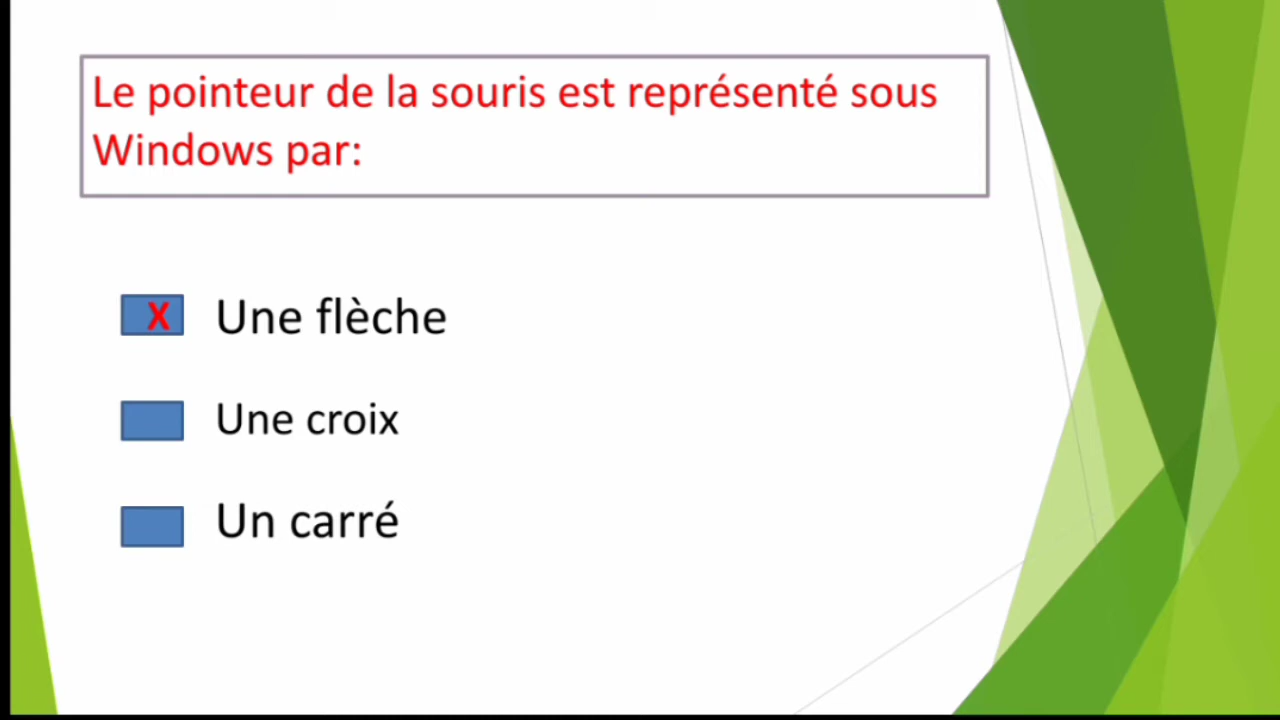 Le pointeur de la souris est représenté sous
Windows par:
X Une flèche
Une croix
Un carré